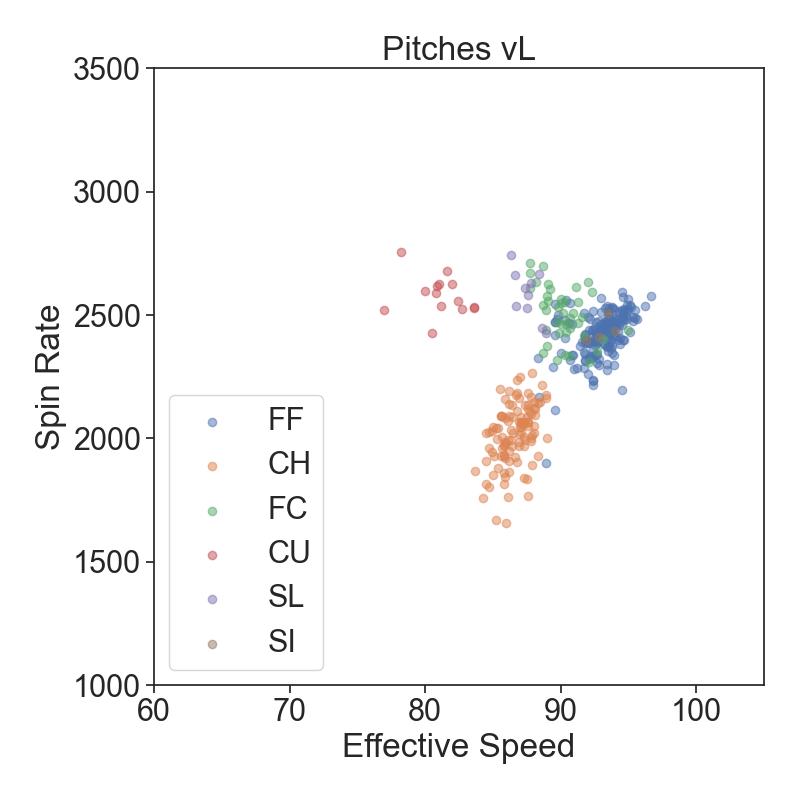 Pitches vL
3500
3000
2500
2000
1500
1000
Spin Rate
FF
CH
FC
CU
SL
SI
60
70
80
90
100
Effective Speed